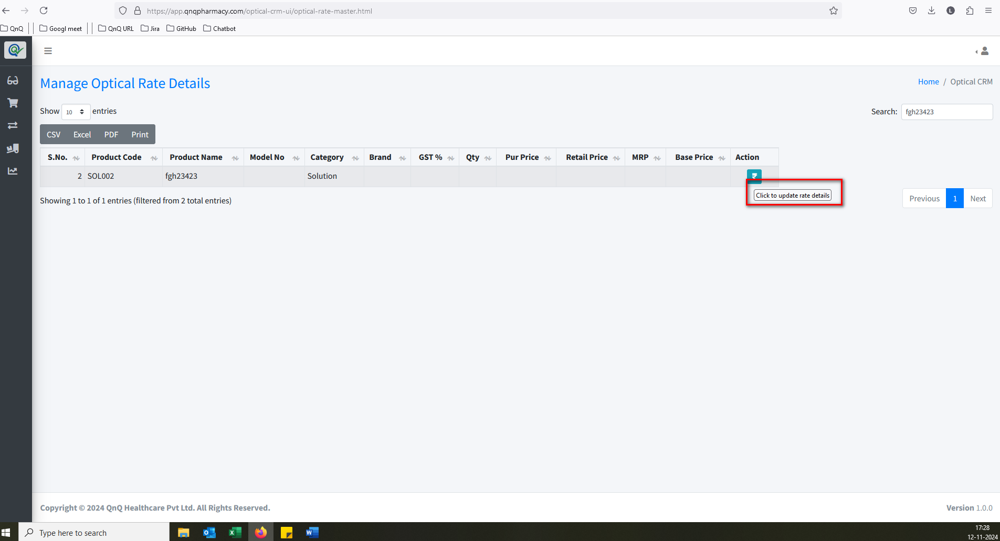 https://app.qnqpharmacy.com/optical-crm-ui/optical-rate-master.html
L
QnQ Googl meet QnQ URL Jira GitHub Chatbot
Manage Optical Rate Details
Home / Optical CRM
Show 10 entries
Search: fgh23423
CSV Excel PDF Print
S.No. Product Code Product Name Model No Category Brand GST % Qty Pur Price Retail Price MRP Base Price Action
2 SOL002 fgh23423 Solution ₹
Click to update rate details
Showing 1 to 1 of 1 entries (filtered from 2 total entries)
Previous 1 Next
Copyright © 2024 QnQ Healthcare Pvt Ltd. All Rights Reserved.
Version 1.0.0
Type here to search
17:28
12-11-2024